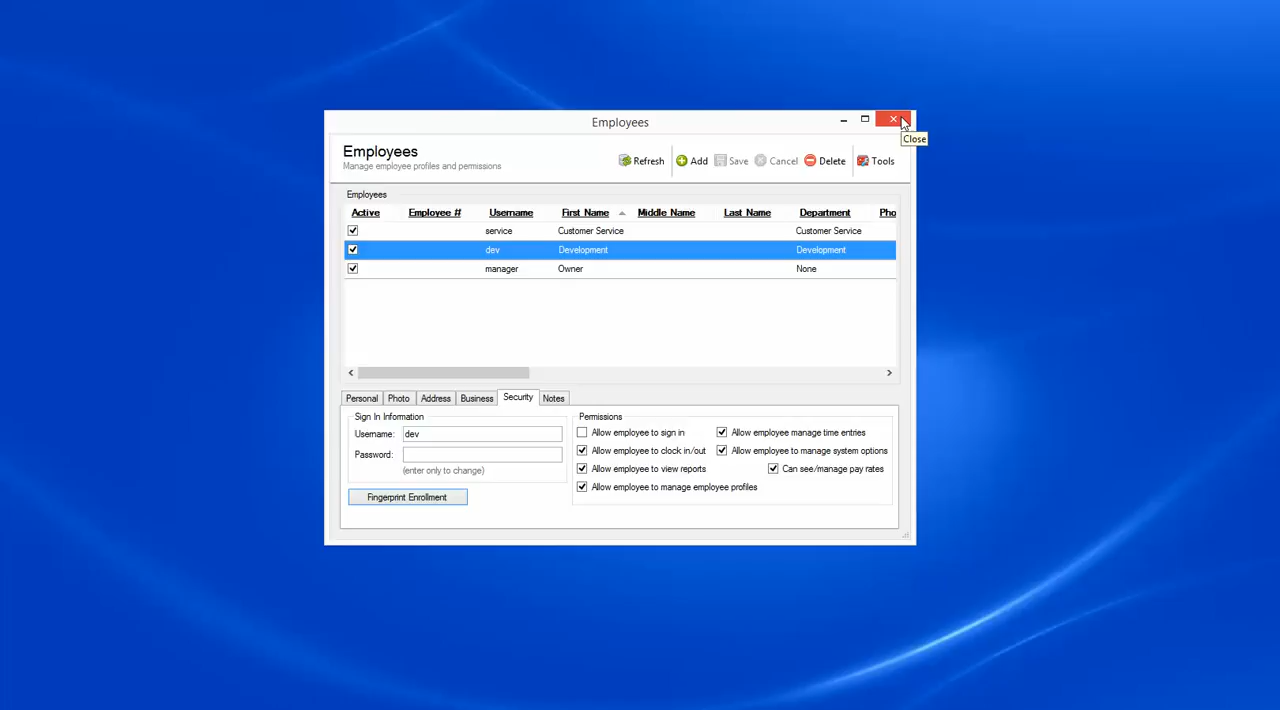 Employees
Close
Employees
Manage employee profiles and permissions
Refresh Add Save Cancel Delete Tools
Employees
Active Employee # Username First Name Middle Name Last Name Department Pho
service Customer Service Customer Service
dev Development Development
manager Owner None
Personal Photo Address Business Security Notes
Sign In Information
Username: dev
Password:
(enter only to change)
Fingerprint Enrollment
Permissions
Allow employee to sign in Allow employee manage time entries
Allow employee to clock in/out Allow employee to manage system options
Allow employee to view reports Can see/manage pay rates
Allow employee to manage employee profiles